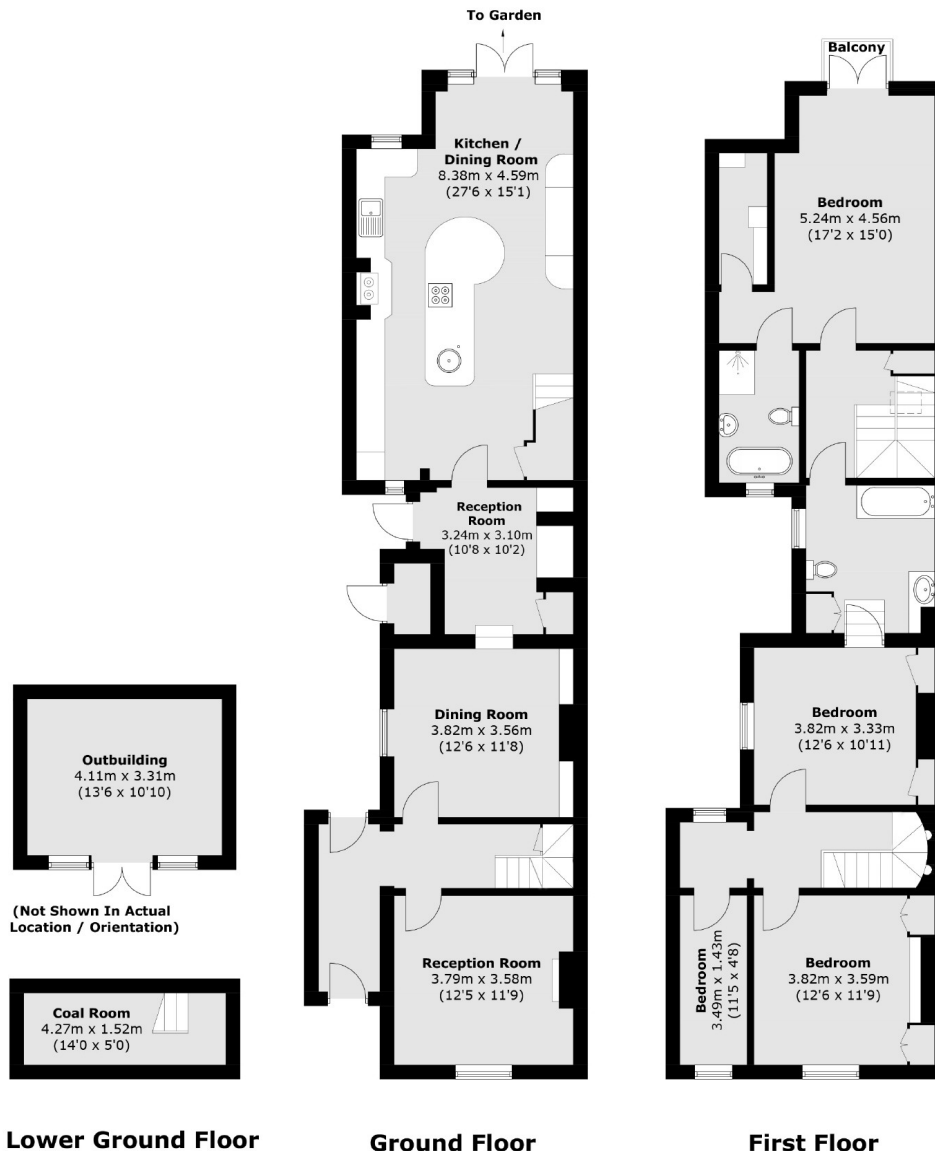 To Garden
Kitchen /
Dining Room
8.38m x 4.59m
(27'6 x 15'1)
Reception
Room
3.24m x 3.10m
(10'8 x 10'2)
Dining Room
3.82m x 3.56m
(12'6 x 11'8)
Reception Room
3.79m x 3.58m
(12'5 x 11'9)
Balcony
Bedroom
5.24m x 4.56m
(17'2 x 15'0)
Bedroom
3.82m x 3.33m
(12'6 x 10'11)
Bedroom
3.49m x 1.43m
(11'5 x 4'8)
Bedroom
3.82m x 3.59m
(12'6 x 11'9)
Outbuilding
4.11m x 3.31m
(13'6 x 10'10)
(Not Shown In Actual
Location / Orientation)
Coal Room
4.27m x 1.52m
(14'0 x 5'0)
Lower Ground Floor
Ground Floor
First Floor